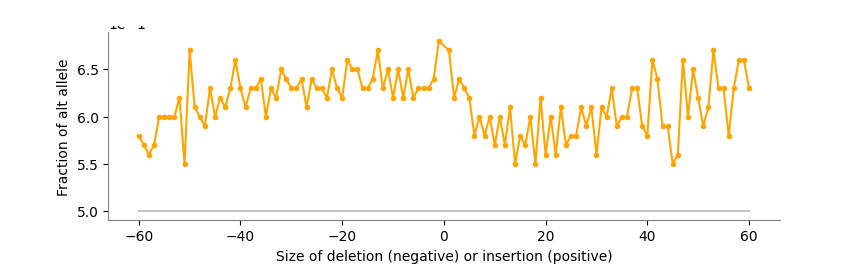 6.5
6.0
5.5
5.0
Fraction of alt allele
−60 −40 −20 0 20 40 60
Size of deletion (negative) or insertion (positive)